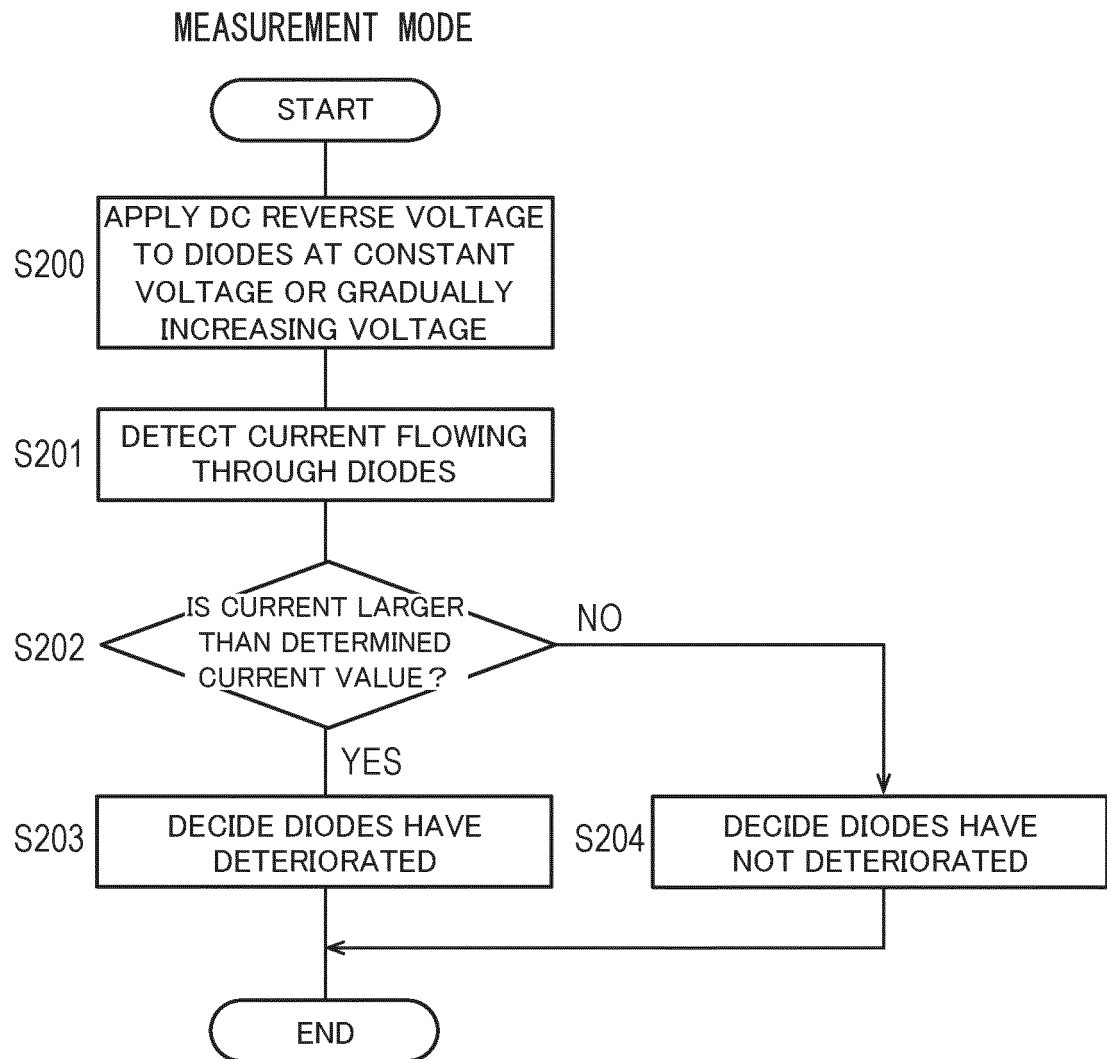 MEASUREMENT MODE
START
S200
APPLY DC REVERSE VOLTAGE
TO DIODES AT CONSTANT
VOLTAGE OR GRADUALLY
INCREASING VOLTAGE
S201
DETECT CURRENT FLOWING
THROUGH DIODES
S202
IS CURRENT LARGER
THAN DETERMINED
CURRENT VALUE?
NO
YES
S203
DECIDE DIODES HAVE
DETERIORATED
S204
DECIDE DIODES HAVE
NOT DETERIORATED
END